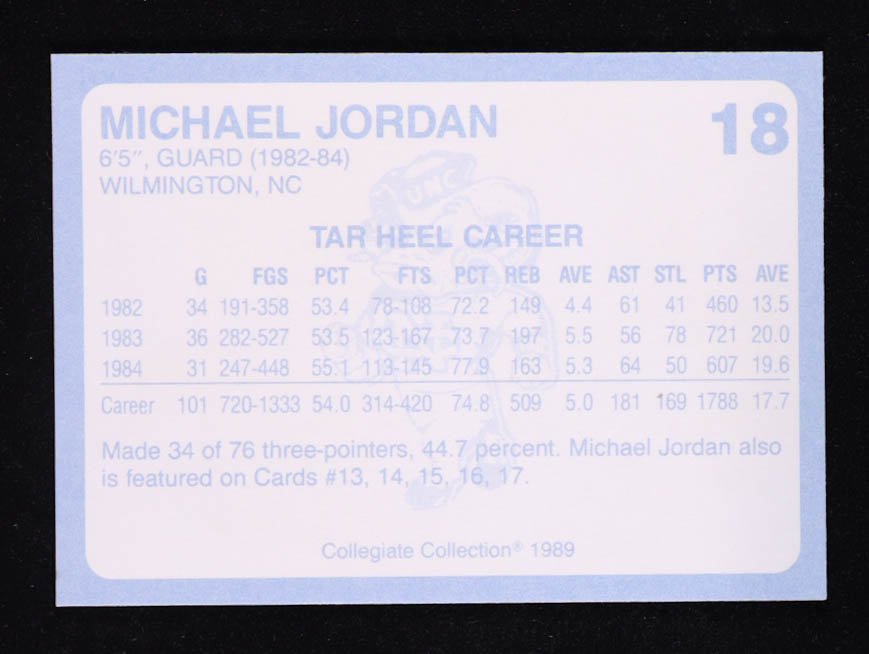 MICHAEL JORDAN 18
6'5", GUARD (1982-84)
WILMINGTON, NC
UNC
TAR HEEL CAREER
G FGS PCT FTS PCT REB AVE AST STL PTS AVE
1982 34 191-358 53.4 78-108 72.2 149 4.4 61 41 460 13.5
1983 36 282-527 53.5 123-167 73.7 197 5.5 56 78 721 20.0
1984 31 247-448 55.1 113-145 77.9 163 5.3 64 50 607 19.6
Career 101 720-1333 54.0 314-420 74.8 509 5.0 181 169 1788 17.7
Made 34 of 76 three-pointers, 44.7 percent. Michael Jordan also
is featured on Cards #13, 14, 15, 16, 17.
Collegiate Collection® 1989